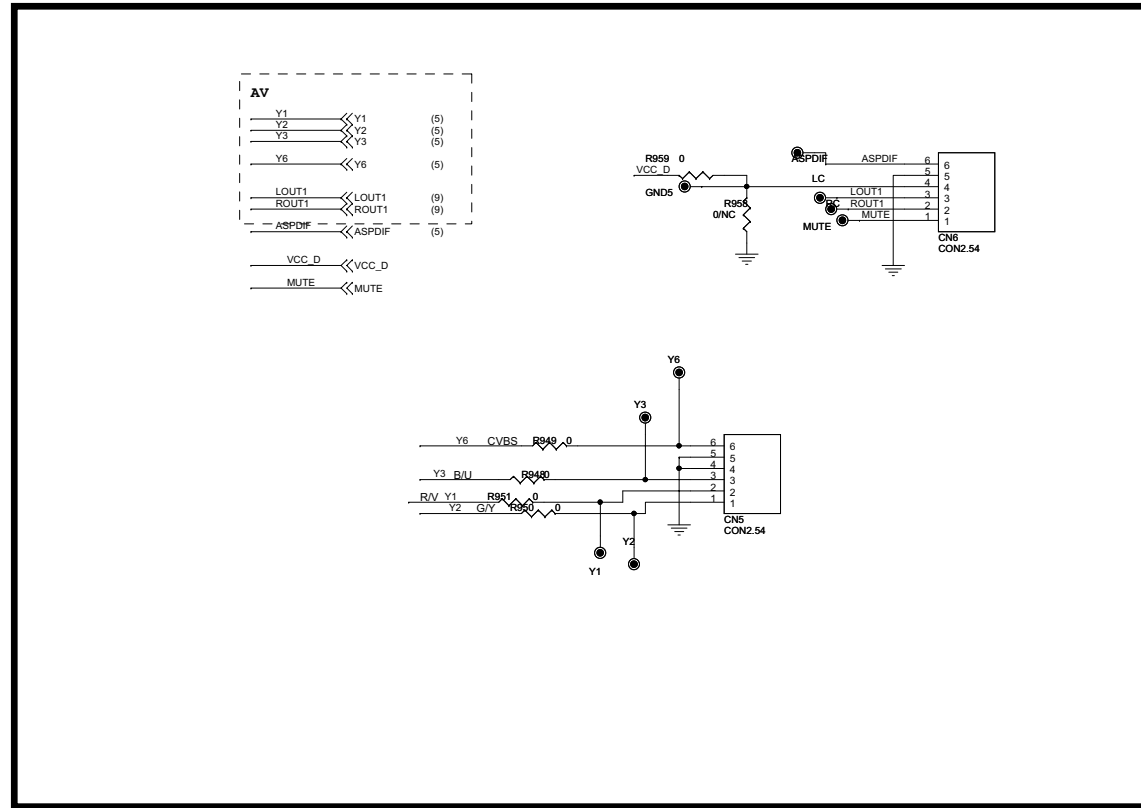 AV
Y1 Y1 (5)
Y2 Y2 (5)
Y3 Y3 (5)
Y6 Y6 (5)
LOUT1 LOUT1 (9)
ROUT1 ROUT1 (9)
ASPDIF ASPDIF (5)
VCC_D VCC_D
MUTE MUTE
R959 0
VCC_D
GND5
R958
0/NC
ASPDIF ASPDIF 6 6
5 5
LC 4 4
LOUT1 3 3
RC ROUT1 2 2
MUTE 1 1
MUTE
CN6
CON2.54
Y6
Y3
Y6 CVBS R949 0 6 6
5 5
4 4
Y3 B/U R948 0 3 3
R/V Y1 R951 0 2 2
Y2 G/Y R950 0 1 1
CN5
CON2.54
Y2
Y1